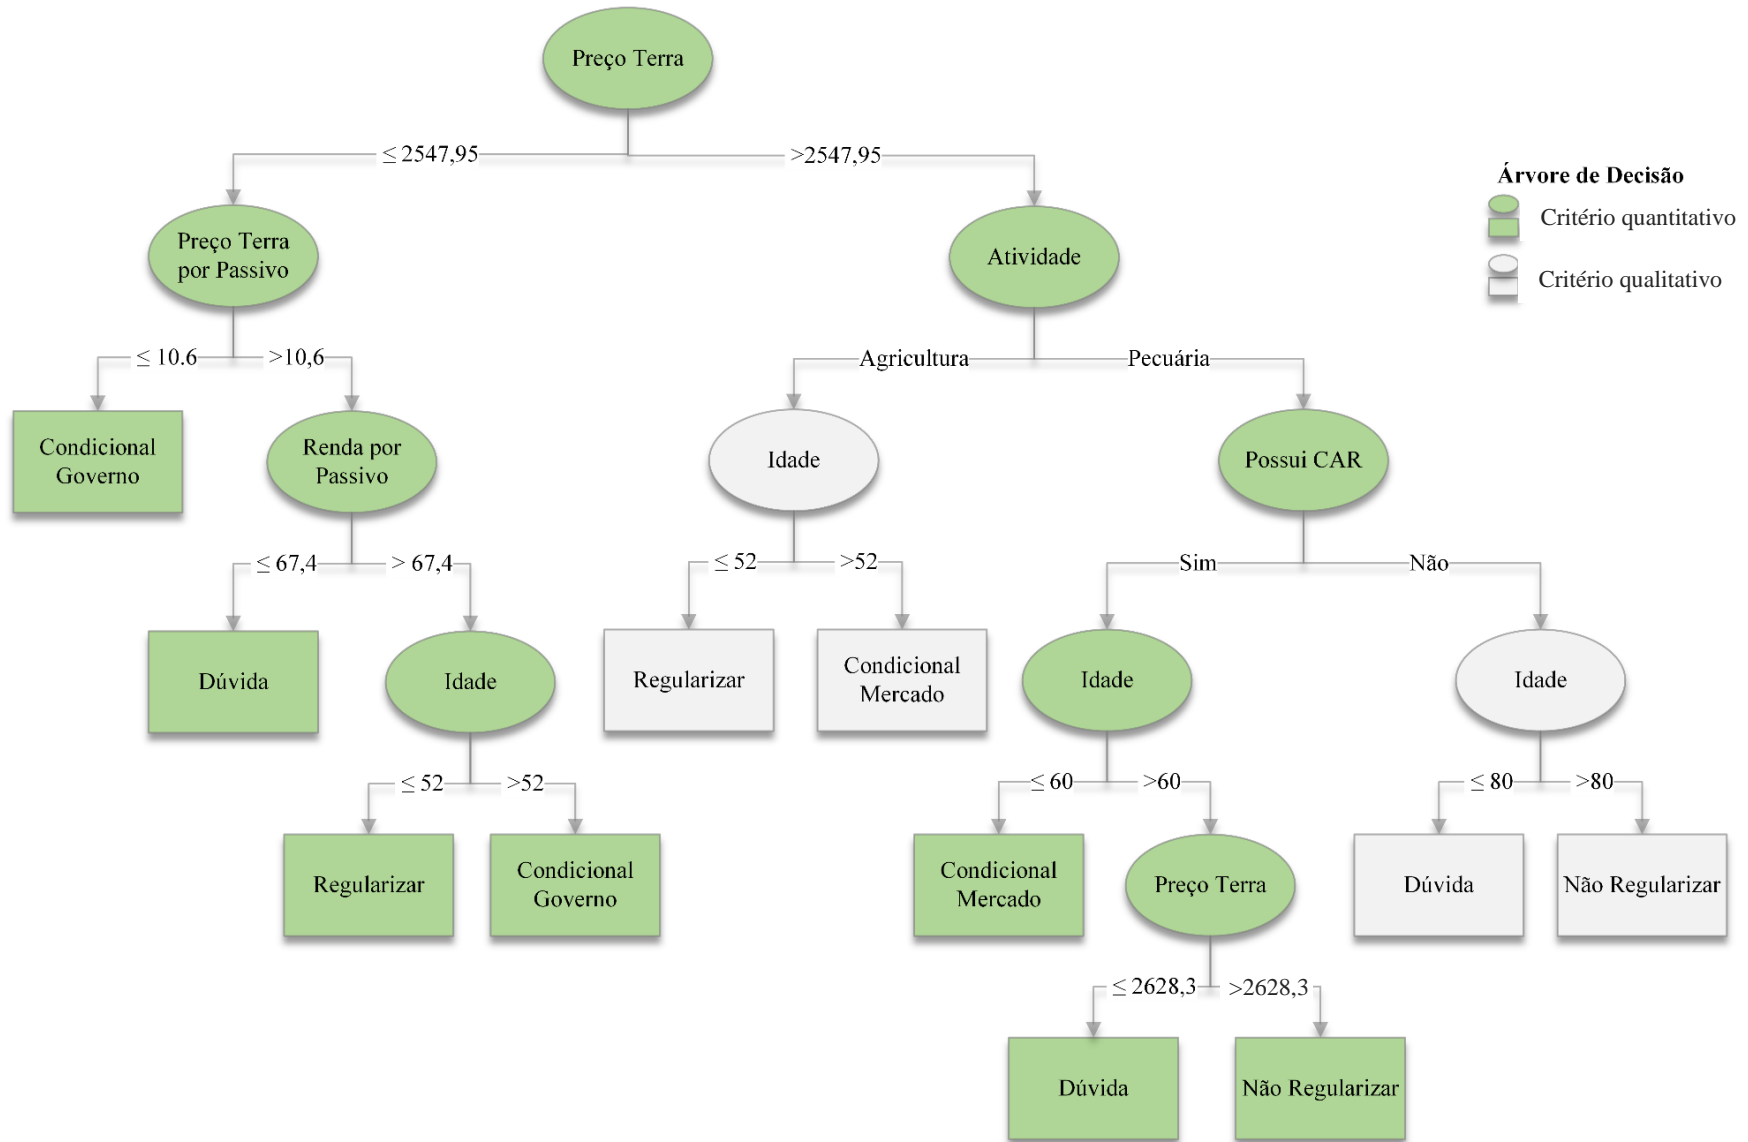 Preço Terra
≤ 2547,95
>2547,95
Árvore de Decisão
Critério quantitativo
Critério qualitativo
Preço Terra
por Passivo
Atividade
≤ 10.6
>10,6
Agricultura
Pecuária
Condicional
Governo
Renda por
Passivo
Idade
Possui CAR
≤ 67,4
> 67,4
≤ 52
>52
Sim
Não
Dúvida
Idade
Regularizar
Condicional
Mercado
Idade
Idade
≤ 52
>52
≤ 60
>60
≤ 80
>80
Regularizar
Condicional
Governo
Condicional
Mercado
Preço Terra
Dúvida
Não Regularizar
≤ 2628,3
>2628,3
Dúvida
Não Regularizar